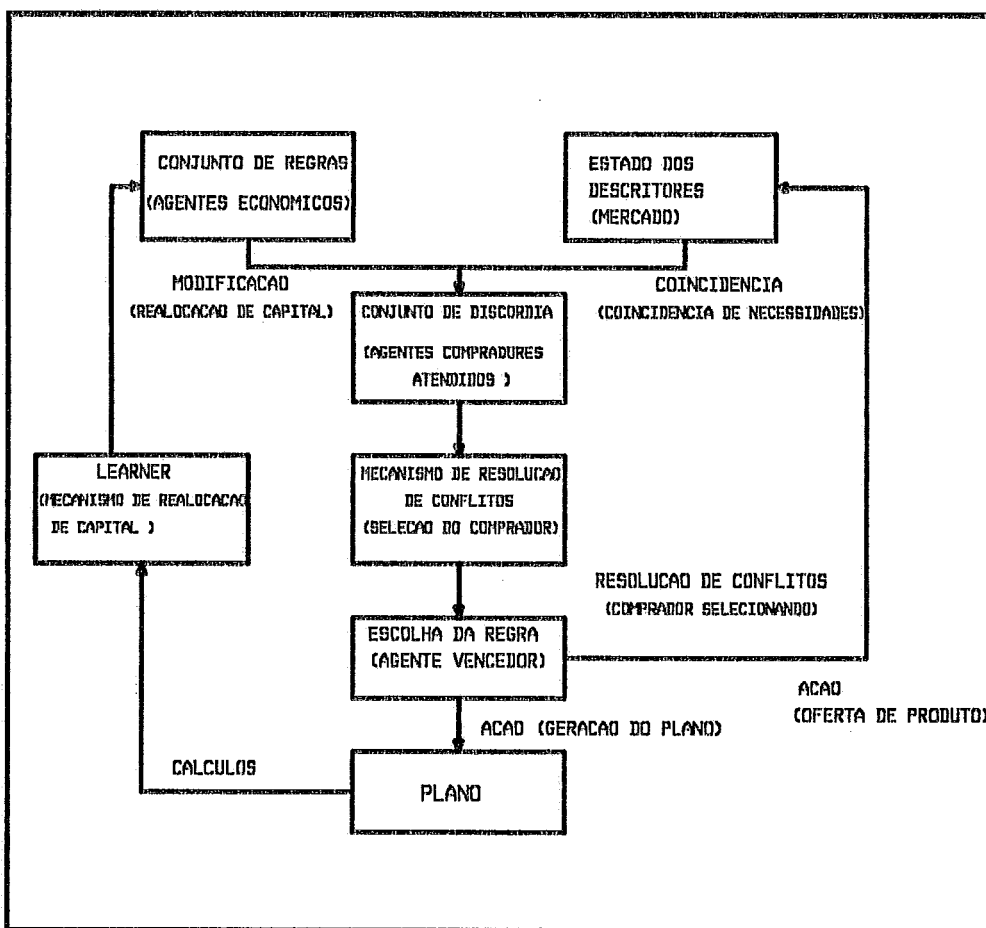 CONJUNTO DE REGRAS
(AGENTES ECONOMICOS)
ESTADO DOS
DESCRITORES
(MERCADO)
MODIFICACAO
(REALOCACAO DE CAPITAL)
COINCIDENCIA
(COINCIDENCIA DE NECESSIDADES)
CONJUNTO DE DISCORDIA
(AGENTES COMPRADURES
ATENDIDOS )
LEARNER
(MECANISMO DE REALOCACAO
DE CAPITAL )
MECANISMO DE RESOLUCAO
DE CONFLITOS
(SELECAO DO COMPRADOR)
RESOLUCAO DE CONFLITOS
(COMPRADOR SELECIONANDO)
ESCOLHA DA REGRA
(AGENTE VENCEDOR)
ACAO
(OFERTA DE PRODUTO)
ACAO (GERACAO DO PLANO)
CALCULOS
PLANO